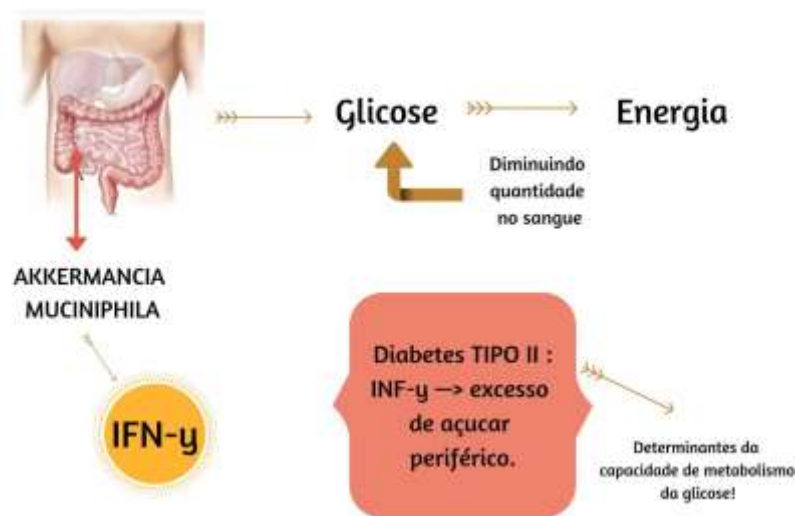 Glicose
Energia
Diminuindo
quantidade
no sangue
AKKERMANCIA
MUCINIPHILA
IFN-y
Diabetes TIPO II :
INF-y —> excesso
de açucar
periférico.
Determinantes da
capacidade de metabolismo
da glicose!